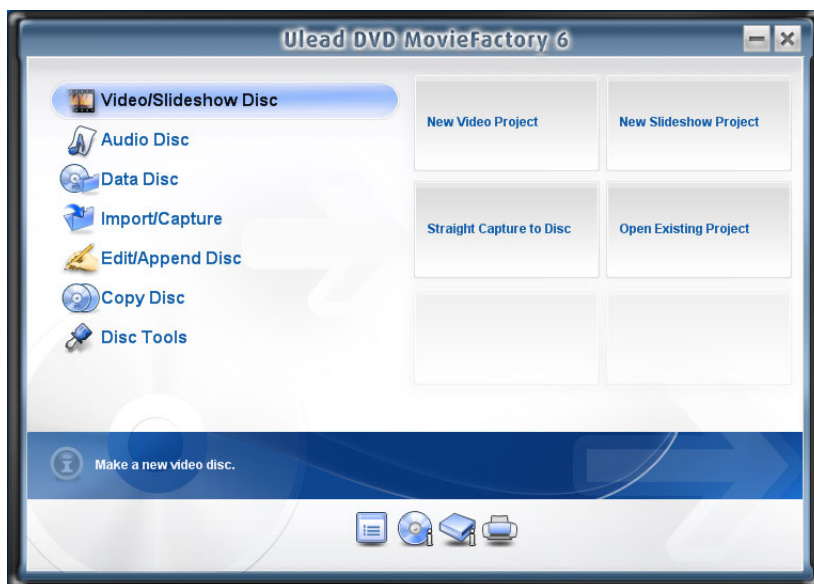 Ulead DVD MovieFactory 6
Video/Slideshow Disc
Audio Disc
Data Disc
Import/Capture
Edit/Append Disc
Copy Disc
Disc Tools
New Video Project
New Slideshow Project
Straight Capture to Disc
Open Existing Project
Make a new video disc.